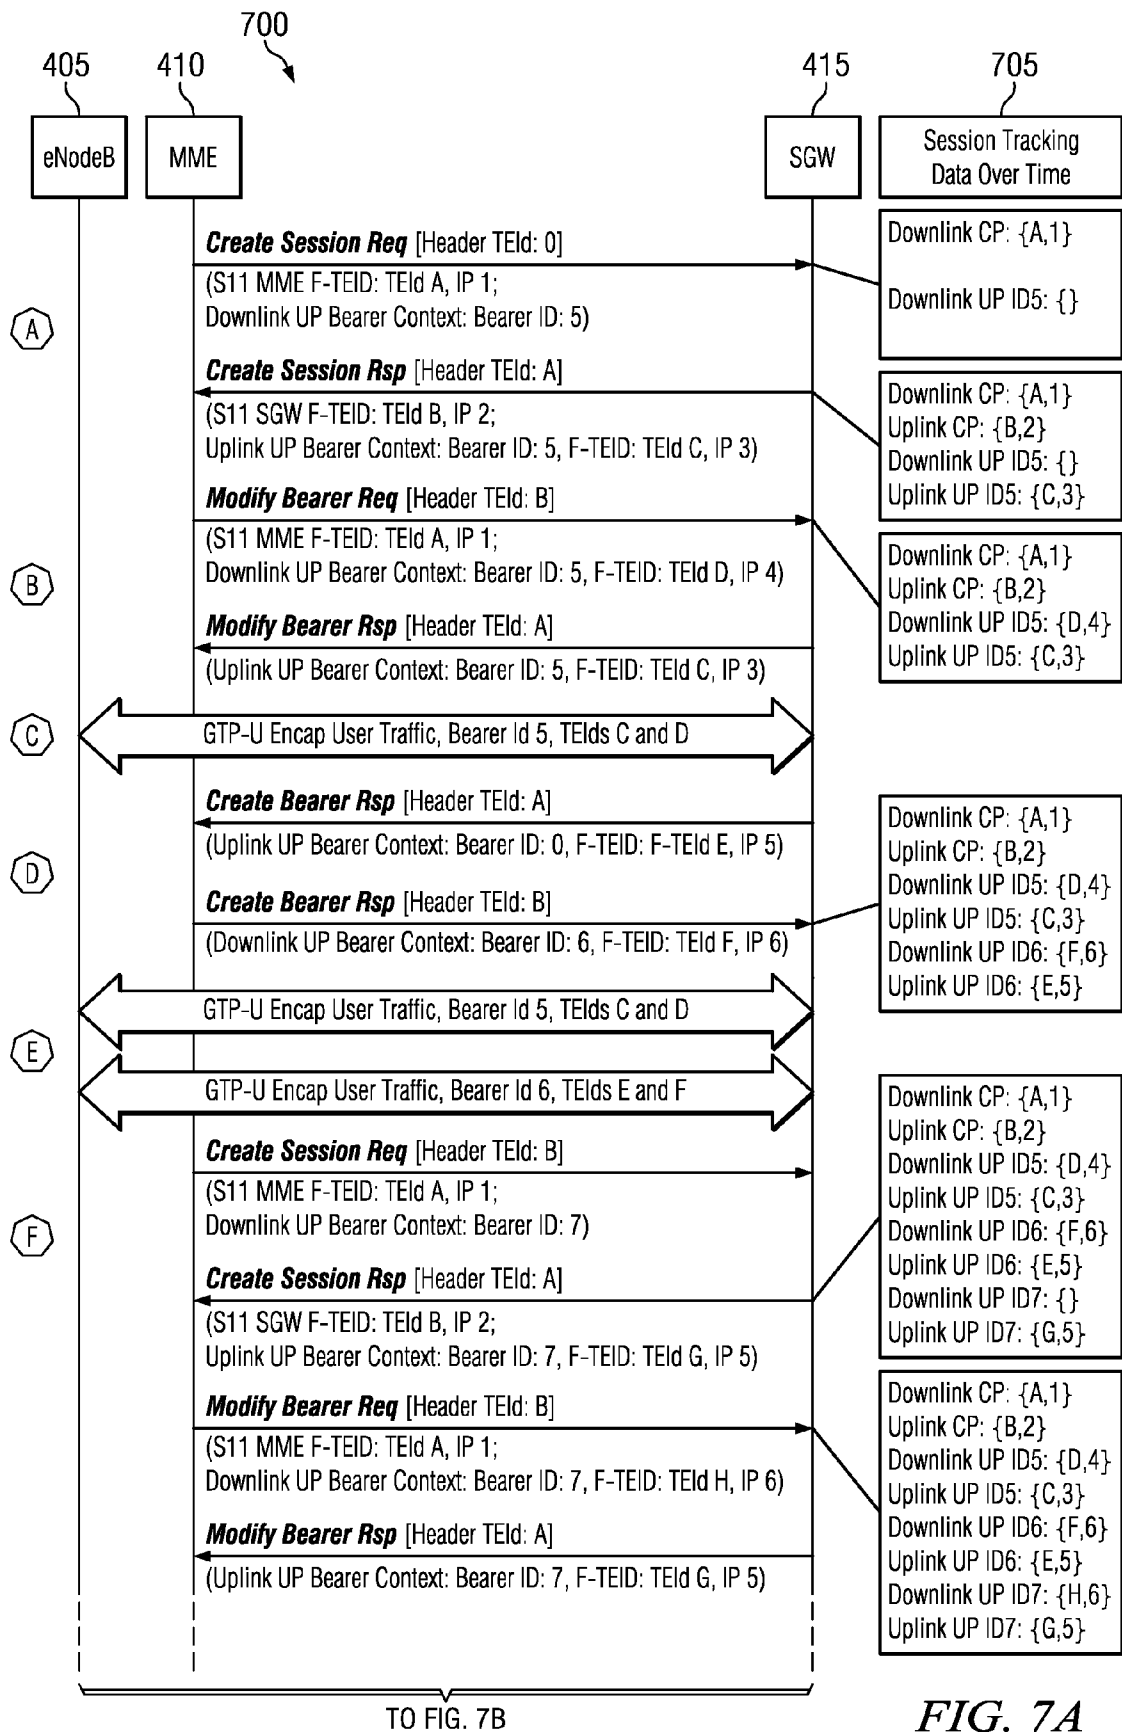 700
405
410
415
705
eNodeB
MME
SGW
Session Tracking
Data Over Time
Create Session Req [Header TEId: 0]
(S11 MME F-TEID: TEId A, IP 1;
Downlink UP Bearer Context: Bearer ID: 5)
Downlink CP: {A,1}
Downlink UP ID5: {}
A
Create Session Rsp [Header TEId: A]
(S11 SGW F-TEID: TEId B, IP 2;
Uplink UP Bearer Context: Bearer ID: 5, F-TEID: TEId C, IP 3)
Downlink CP: {A,1}
Uplink CP: {B,2}
Downlink UP ID5: {}
Uplink UP ID5: {C,3}
Modify Bearer Req [Header TEId: B]
(S11 MME F-TEID: TEId A, IP 1;
Downlink UP Bearer Context: Bearer ID: 5, F-TEID: TEId D, IP 4)
B
Modify Bearer Rsp [Header TEId: A]
(Uplink UP Bearer Context: Bearer ID: 5, F-TEID: TEId C, IP 3)
Downlink CP: {A,1}
Uplink CP: {B,2}
Downlink UP ID5: {D,4}
Uplink UP ID5: {C,3}
C
GTP-U Encap User Traffic, Bearer Id 5, TEIds C and D
Create Bearer Rsp [Header TEId: A]
(Uplink UP Bearer Context: Bearer ID: 0, F-TEID: F-TEId E, IP 5)
D
Create Bearer Rsp [Header TEId: B]
(Downlink UP Bearer Context: Bearer ID: 6, F-TEID: TEId F, IP 6)
Downlink CP: {A,1}
Uplink CP: {B,2}
Downlink UP ID5: {D,4}
Uplink UP ID5: {C,3}
Downlink UP ID6: {F,6}
Uplink UP ID6: {E,5}
GTP-U Encap User Traffic, Bearer Id 5, TEIds C and D
E
GTP-U Encap User Traffic, Bearer Id 6, TEIds E and F
Create Session Req [Header TEId: B]
(S11 MME F-TEID: TEId A, IP 1;
Downlink UP Bearer Context: Bearer ID: 7)
F
Create Session Rsp [Header TEId: A]
(S11 SGW F-TEID: TEId B, IP 2;
Uplink UP Bearer Context: Bearer ID: 7, F-TEID: TEId G, IP 5)
Downlink CP: {A,1}
Uplink CP: {B,2}
Downlink UP ID5: {D,4}
Uplink UP ID5: {C,3}
Downlink UP ID6: {F,6}
Uplink UP ID6: {E,5}
Downlink UP ID7: {}
Uplink UP ID7: {G,5}
Modify Bearer Req [Header TEId: B]
(S11 MME F-TEID: TEId A, IP 1;
Downlink UP Bearer Context: Bearer ID: 7, F-TEID: TEId H, IP 6)
Modify Bearer Rsp [Header TEId: A]
(Uplink UP Bearer Context: Bearer ID: 7, F-TEID: TEId G, IP 5)
Downlink CP: {A,1}
Uplink CP: {B,2}
Downlink UP ID5: {D,4}
Uplink UP ID5: {C,3}
Downlink UP ID6: {F,6}
Uplink UP ID6: {E,5}
Downlink UP ID7: {H,6}
Uplink UP ID7: {G,5}
TO FIG. 7B
FIG. 7A